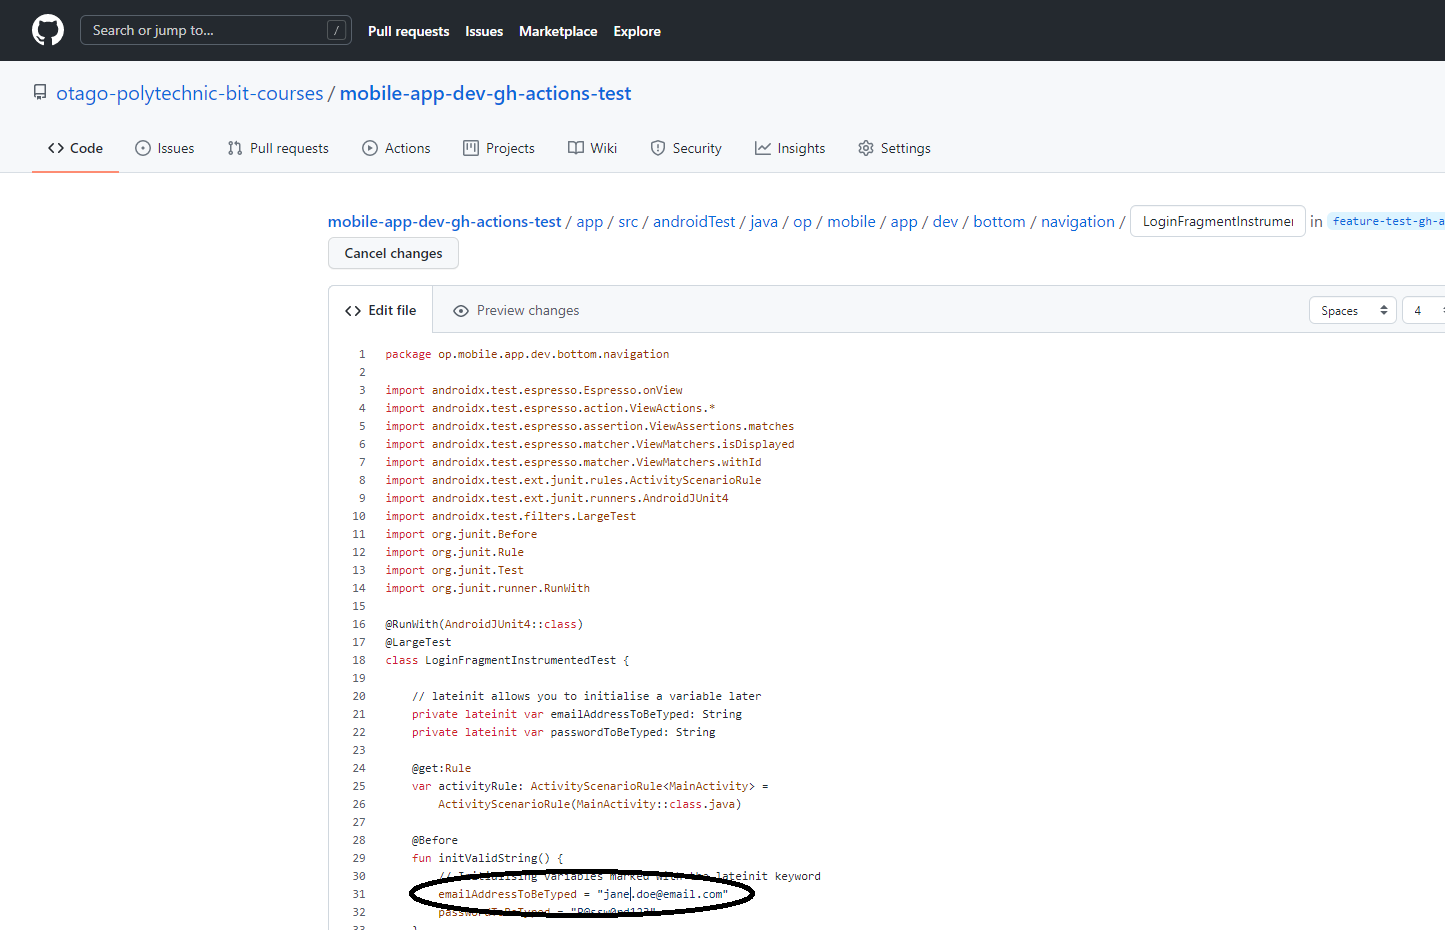 Search or jump to... /
Pull requests Issues Marketplace Explore
otago-polytechnic-bit-courses / mobile-app-dev-gh-actions-test
Code Issues Pull requests Actions Projects Wiki Security Insights Settings
mobile-app-dev-gh-actions-test / app / src / androidTest / java / op / mobile / app / dev / bottom / navigation / LoginFragmentInstrumer in feature-test-gh-a
Cancel changes
<> Edit file Preview changes Spaces 4
1 package op.mobile.app.dev.bottom.navigation
2
3 import androidx.test.espresso.Espresso.onView
4 import androidx.test.espresso.action.ViewActions.*
5 import androidx.test.espresso.assertion.ViewAssertions.matches
6 import androidx.test.espresso.matcher.ViewMatchers.isDisplayed
7 import androidx.test.espresso.matcher.ViewMatchers.withId
8 import androidx.test.ext.junit.rules.ActivityScenarioRule
9 import androidx.test.ext.junit.runners.AndroidJUnit4
10 import androidx.test.filters.LargeTest
11 import org.junit.Before
12 import org.junit.Rule
13 import org.junit.Test
14 import org.junit.runner.RunWith
15
16 @RunWith(AndroidJUnit4::class)
17 @LargeTest
18 class LoginFragmentInstrumentedTest {
19
20 // lateinit allows you to initialise a variable later
21 private lateinit var emailAddressToBeTyped: String
22 private lateinit var passwordToBeTyped: String
23
24 @get:Rule
25 var activityRule: ActivityScenarioRule<MainActivity> =
26 ActivityScenarioRule(MainActivity::class.java)
27
28 @Before
29 fun initValidString() {
30 // Initialising variables marked with the lateinit keyword
31 emailAddressToBeTyped = "jane.doe@email.com"
32 passwordToBeTyped = "P@ssw0rd123"
33 }